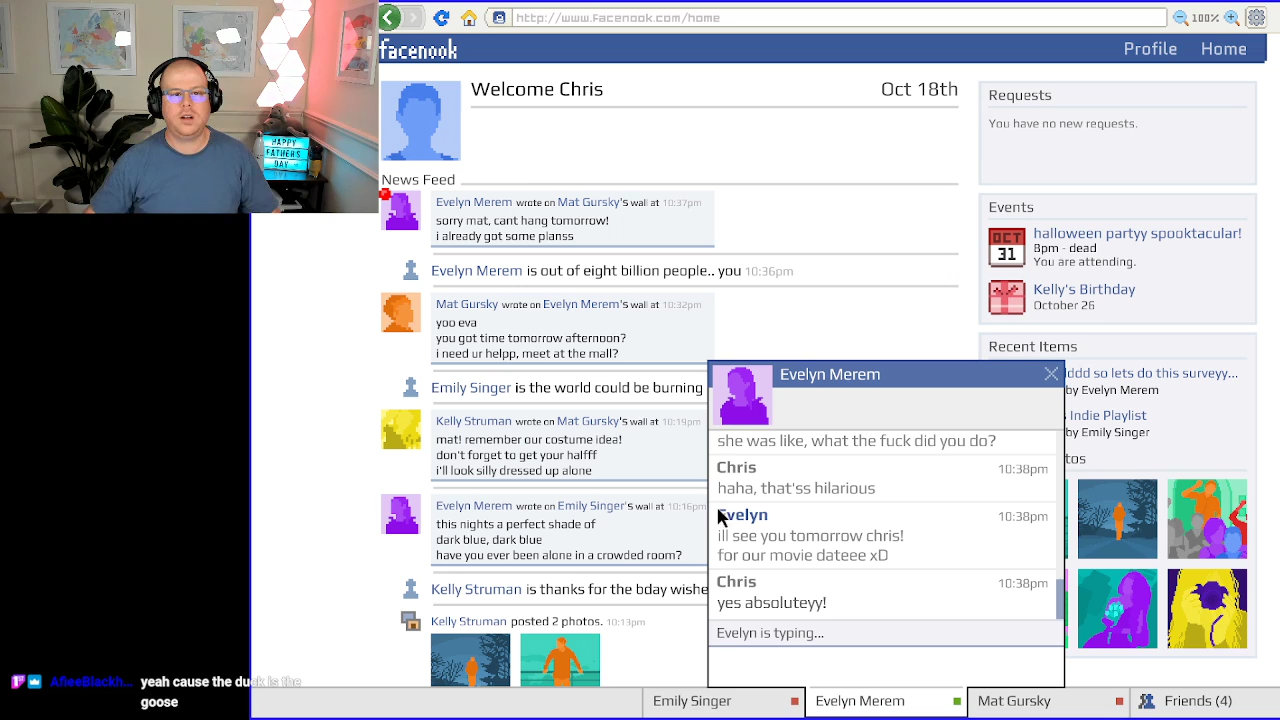 HAPPY
FATHERS
DAY
http://www.facenook.com/home
100%
facenook
Profile
Home
Welcome Chris
Oct 18th
News Feed
Evelyn Merem wrote on Mat Gursky's wall at 10:37pm
sorry mat, cant hang tomorrow!
i already got some planss
Evelyn Merem is out of eight billion people.. you 10:36pm
Mat Gursky wrote on Evelyn Merem's wall at 10:32pm
yoo eva
you got time tomorrow afternoon?
i need ur helpp, meet at the mall?
Emily Singer is the world could be burning
Kelly Struman wrote on Mat Gursky's wall at 10:19pm
mat! remember our costume idea!
don't forget to get your halfff
i'll look silly dressed up alone
Evelyn Merem wrote on Emily Singer's wall at 10:16pm
this nights a perfect shade of
dark blue, dark blue
have you ever been alone in a crowded room?
Kelly Struman is thanks for the bday wishe
Kelly Struman posted 2 photos. 10:13pm
Requests
You have no new requests.
Events
OCT
31
halloween partyy spooktacular!
8pm - dead
You are attending.
Kelly's Birthday
October 26
Recent Items
dddd so lets do this surveyy...
by Evelyn Merem
Indie Playlist
by Emily Singer
tos
Evelyn Merem
she was like, what the fuck did you do?
Chris 10:38pm
haha, that'ss hilarious
Evelyn 10:38pm
ill see you tomorrow chris!
for our movie dateee xD
Chris 10:38pm
yes absoluteyy!
Evelyn is typing...
AfieeBlackh... yeah cause the duck is the
goose
Emily Singer
Evelyn Merem
Mat Gursky
Friends (4)